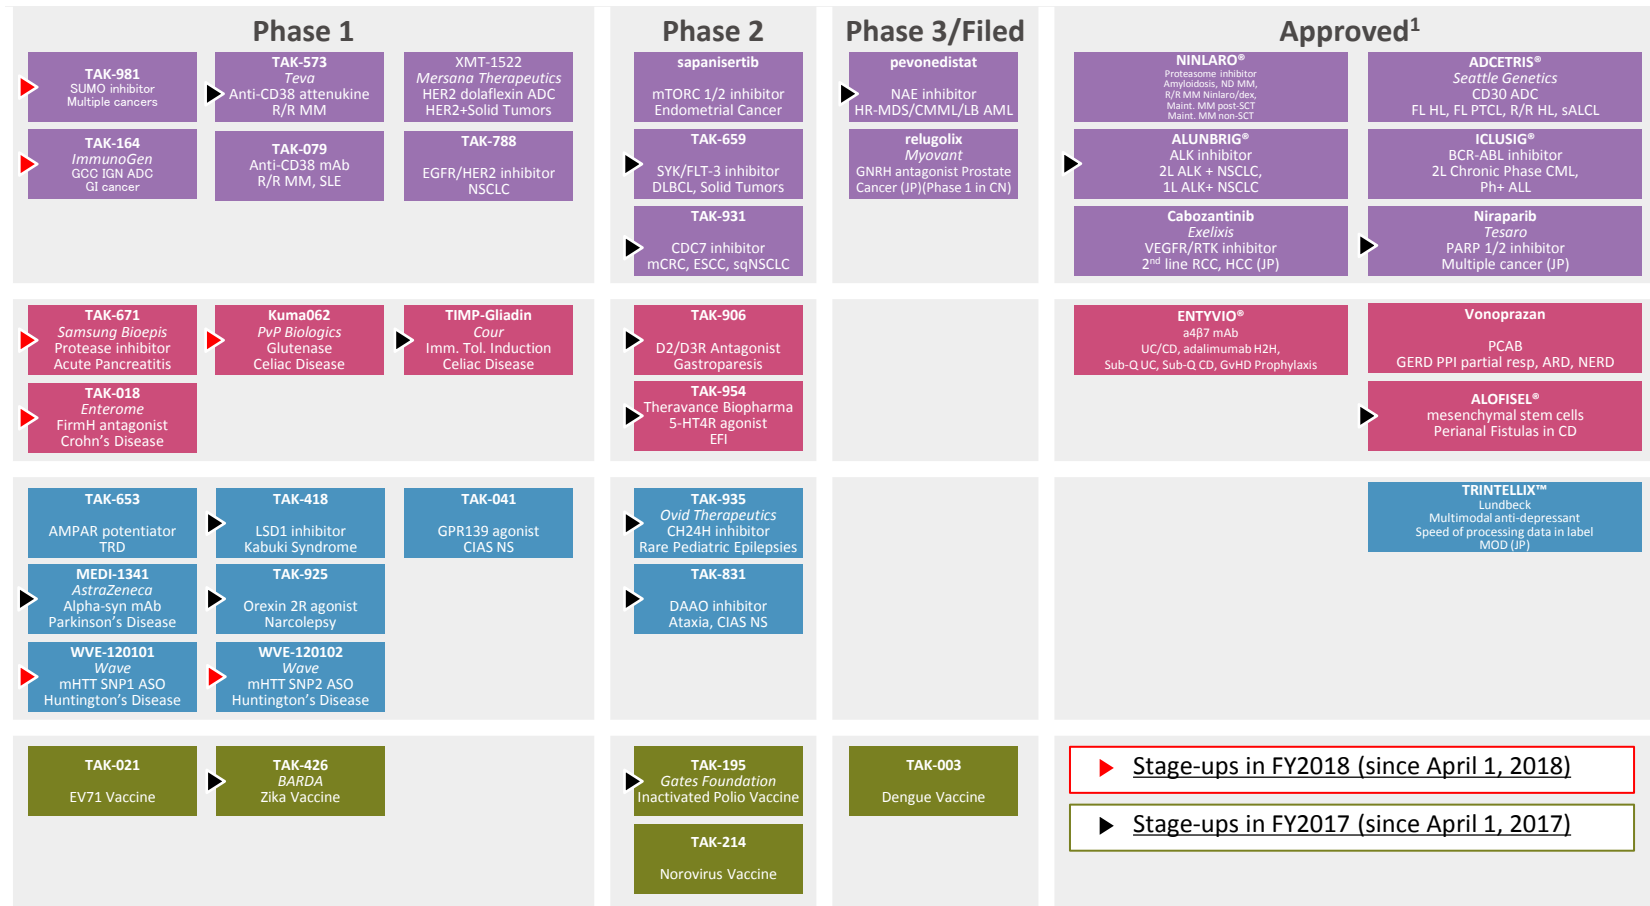 Phase 1
Phase 2
Phase 3/Filed
Approved¹
TAK-981
SUMO inhibitor
Multiple cancers
TAK-573
Teva
Anti-CD38 attenukine
R/R MM
XMT-1522
Mersana Therapeutics
HER2 dolaflexin ADC
HER2+Solid Tumors
TAK-164
ImmunoGen
GCC IGN ADC
GI cancer
TAK-079
Anti-CD38 mAb
R/R MM, SLE
TAK-788
EGFR/HER2 inhibitor
NSCLC
sapanisertib
mTORC 1/2 inhibitor
Endometrial Cancer
TAK-659
SYK/FLT-3 inhibitor
DLBCL, Solid Tumors
TAK-931
CDC7 inhibitor
mCRC, ESCC, sqNSCLC
pevonedistat
NAE inhibitor
HR-MDS/CMML/LB AML
relugolix
Myovant
GNRH antagonist Prostate
Cancer (JP)(Phase 1 in CN)
NINLARO®
Proteasome inhibitor
Amyloidosis, ND MM,
R/R MM Ninlaro/dex,
Maint. MM post-SCT
Maint. MM non-SCT
ADCETRIS®
Seattle Genetics
CD30 ADC
FL HL, FL PTCL, R/R HL, sALCL
ALUNBRIG®
ALK inhibitor
2L ALK + NSCLC,
1L ALK+ NSCLC
ICLUSIG®
BCR-ABL inhibitor
2L Chronic Phase CML,
Ph+ ALL
Cabozantinib
Exelixis
VEGFR/RTK inhibitor
2nd line RCC, HCC (JP)
Niraparib
Tesaro
PARP 1/2 inhibitor
Multiple cancer (JP)
TAK-671
Samsung Bioepis
Protease inhibitor
Acute Pancreatitis
Kuma062
PvP Biologics
Glutenase
Celiac Disease
TIMP-Gliadin
Cour
Imm. Tol. Induction
Celiac Disease
TAK-018
Enterome
FirmH antagonist
Crohn's Disease
TAK-906
D2/D3R Antagonist
Gastroparesis
TAK-954
Theravance Biopharma
5-HT4R agonist
EFI
ENTYVIO®
a4β7 mAb
UC/CD, adalimumab H2H,
Sub-Q UC, Sub-Q CD, GvHD Prophylaxis
Vonoprazan
PCAB
GERD PPI partial resp, ARD, NERD
ALOFISEL®
mesenchymal stem cells
Perianal Fistulas in CD
TAK-653
AMPAR potentiator
TRD
TAK-418
LSD1 inhibitor
Kabuki Syndrome
TAK-041
GPR139 agonist
CIAS NS
MEDI-1341
AstraZeneca
Alpha-syn mAb
Parkinson's Disease
TAK-925
Orexin 2R agonist
Narcolepsy
WVE-120101
Wave
mHTT SNP1 ASO
Huntington's Disease
WVE-120102
Wave
mHTT SNP2 ASO
Huntington's Disease
TAK-935
Ovid Therapeutics
CH24H inhibitor
Rare Pediatric Epilepsies
TAK-831
DAAO inhibitor
Ataxia, CIAS NS
TRINTELLIX™
Lundbeck
Multimodal anti-depressant
Speed of processing data in label
MOD (JP)
TAK-021
EV71 Vaccine
TAK-426
BARDA
Zika Vaccine
TAK-195
Gates Foundation
Inactivated Polio Vaccine
TAK-214
Norovirus Vaccine
TAK-003
Dengue Vaccine
Stage-ups in FY2018 (since April 1, 2018)
Stage-ups in FY2017 (since April 1, 2017)